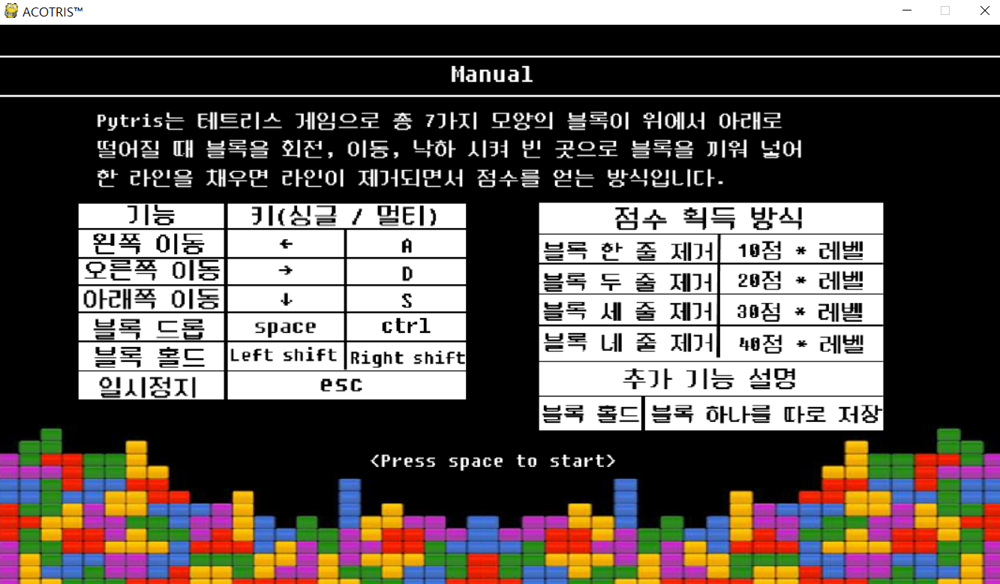 ACOTRIS™
Manual
Pytris는 테트리스 게임으로 총 7가지 모양의 블록이 위에서 아래로
떨어질 때 블록을 회전, 이동, 낙하 시켜 빈 곳으로 블록을 끼워 넣어
한 라인을 채우면 라인이 제거되면서 점수를 얻는 방식입니다.
기능 키(싱글 / 멀티)
왼쪽 이동 ← A
오른쪽 이동 → D
아래쪽 이동 ↓ S
블록 드롭 space ctrl
블록 홀드 Left shift Right shift
일시정지 esc
점수 획득 방식
블록 한 줄 제거 10점 * 레벨
블록 두 줄 제거 20점 * 레벨
블록 세 줄 제거 30점 * 레벨
블록 네 줄 제거 40점 * 레벨
추가 기능 설명
블록 홀드 블록 하나를 따로 저장
<Press space to start>